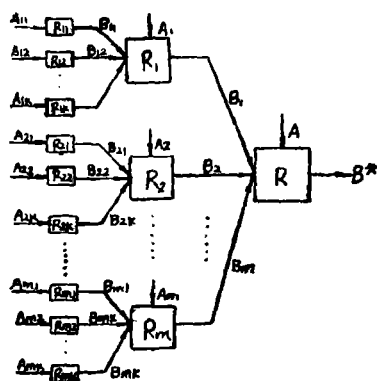 A11 R11 B11 A1
A12 R12 B12 R1
A1K R1K
B1
A21 R21 B21 A2 A
A22 R22 B22 R2 B2 R B*
A2K R2K B2K
Bm
Am1 Rm1 Bm1 Am
Am2 Rm2 BmK Rm
AmK RmK BmK